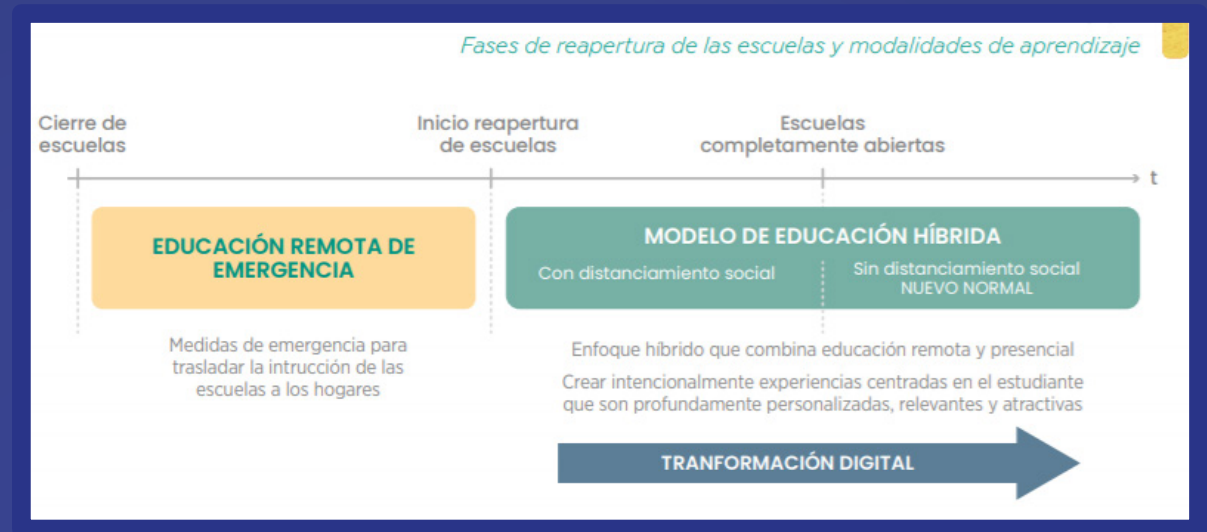 Fases de reapertura de las escuelas y modalidades de aprendizaje
Cierre de
escuelas
Inicio reapertura
de escuelas
Escuelas
completamente abiertas
t
EDUCACIÓN REMOTA DE
EMERGENCIA
MODELO DE EDUCACIÓN HÍBRIDA
Con distanciamiento social
Sin distanciamiento social
NUEVO NORMAL
Medidas de emergencia para
trasladar la intrucción de las
escuelas a los hogares
Enfoque híbrido que combina educación remota y presencial
Crear intencionalmente experiencias centradas en el estudiante
que son profundamente personalizadas, relevantes y atractivas
TRANFORMACIÓN DIGITAL